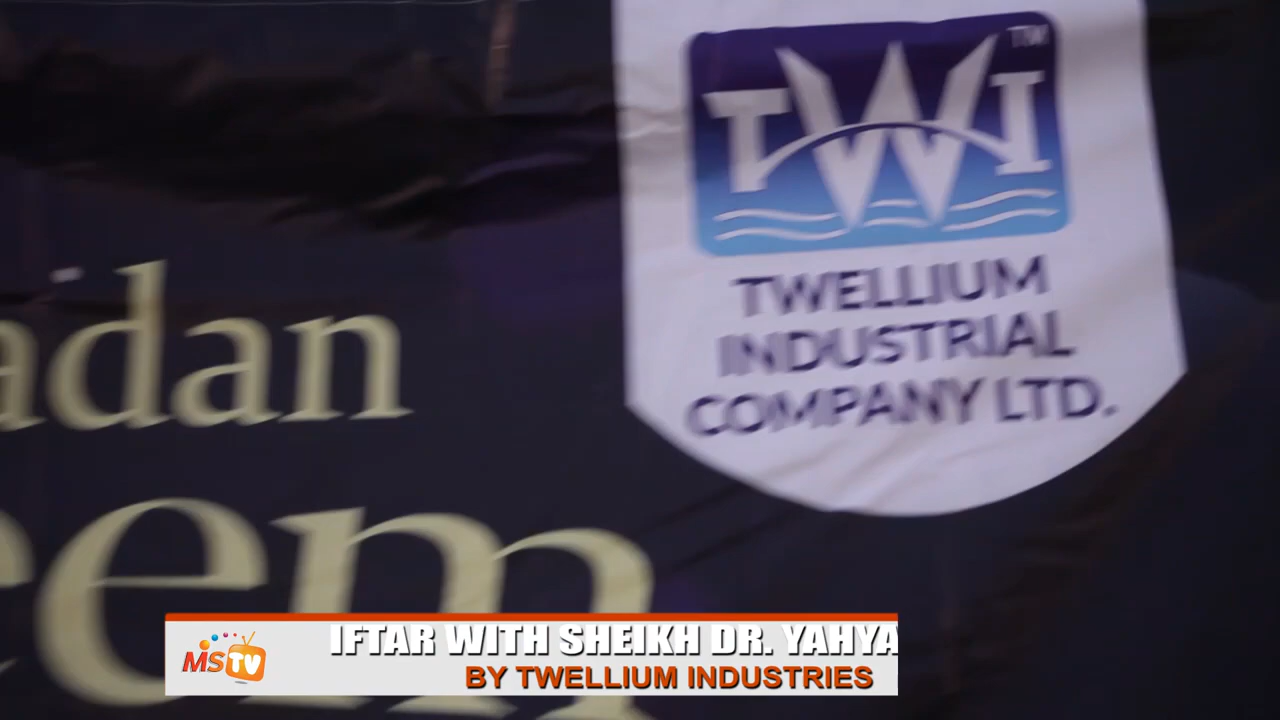 TWI
TM
TWELLIUM
INDUSTRIAL
COMPANY LTD.
adan
eem
IFTAR WITH SHEIKH DR. YAHYA
BY TWELLIUM INDUSTRIES
MSTV